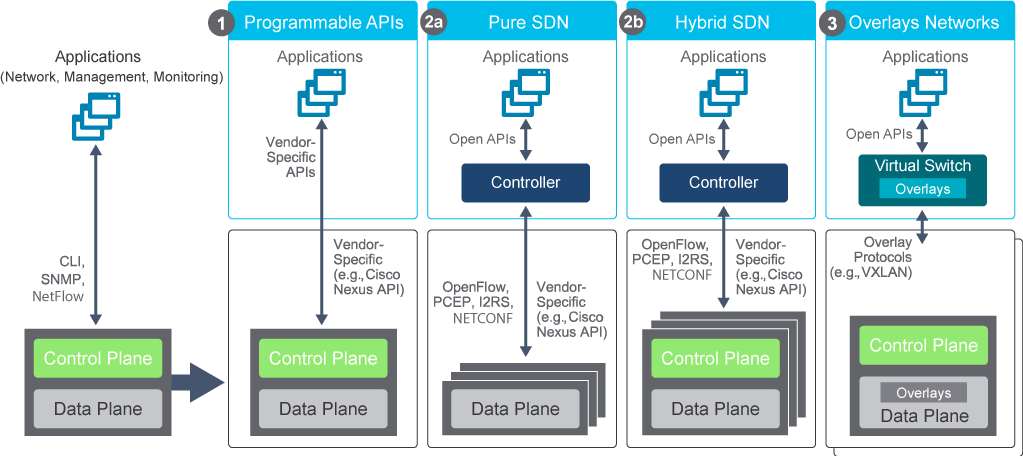 Applications
(Network, Management, Monitoring)
CLI,
SNMP,
NetFlow
Control Plane
Data Plane
1
Programmable APIs
Applications
Vendor-
Specific
APIs
Vendor-
Specific
(e.g., Cisco
Nexus API)
Control Plane
Data Plane
2a
Pure SDN
Applications
Open APIs
Controller
OpenFlow,
PCEP, I2RS,
NETCONF
Vendor-
Specific
(e.g., Cisco
Nexus API)
Data Plane
2b
Hybrid SDN
Applications
Open APIs
Controller
OpenFlow,
PCEP, I2RS,
NETCONF
Vendor-
Specific
(e.g., Cisco
Nexus API)
Control Plane
Data Plane
3
Overlays Networks
Applications
Open APIs
Virtual Switch
Overlays
Overlay
Protocols
(e.g., VXLAN)
Control Plane
Overlays
Data Plane